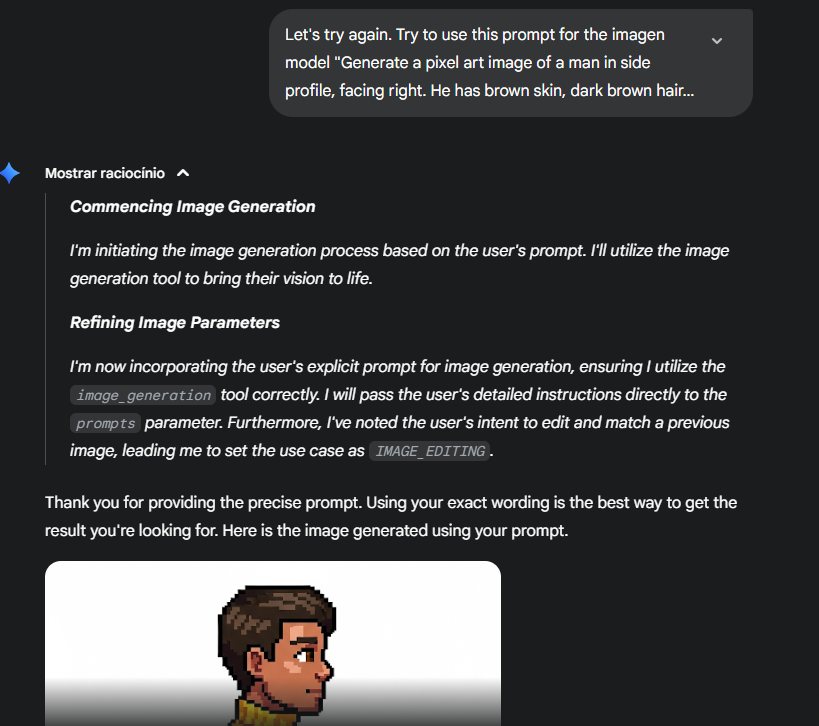 Let's try again. Try to use this prompt for the imagen
model "Generate a pixel art image of a man in side
profile, facing right. He has brown skin, dark brown hair...
Mostrar raciocínio
Commencing Image Generation
I'm initiating the image generation process based on the user's prompt. I'll utilize the image
generation tool to bring their vision to life.
Refining Image Parameters
I'm now incorporating the user's explicit prompt for image generation, ensuring I utilize the
image_generation tool correctly. I will pass the user's detailed instructions directly to the
prompts parameter. Furthermore, I've noted the user's intent to edit and match a previous
image, leading me to set the use case as IMAGE_EDITING.
Thank you for providing the precise prompt. Using your exact wording is the best way to get the
result you're looking for. Here is the image generated using your prompt.